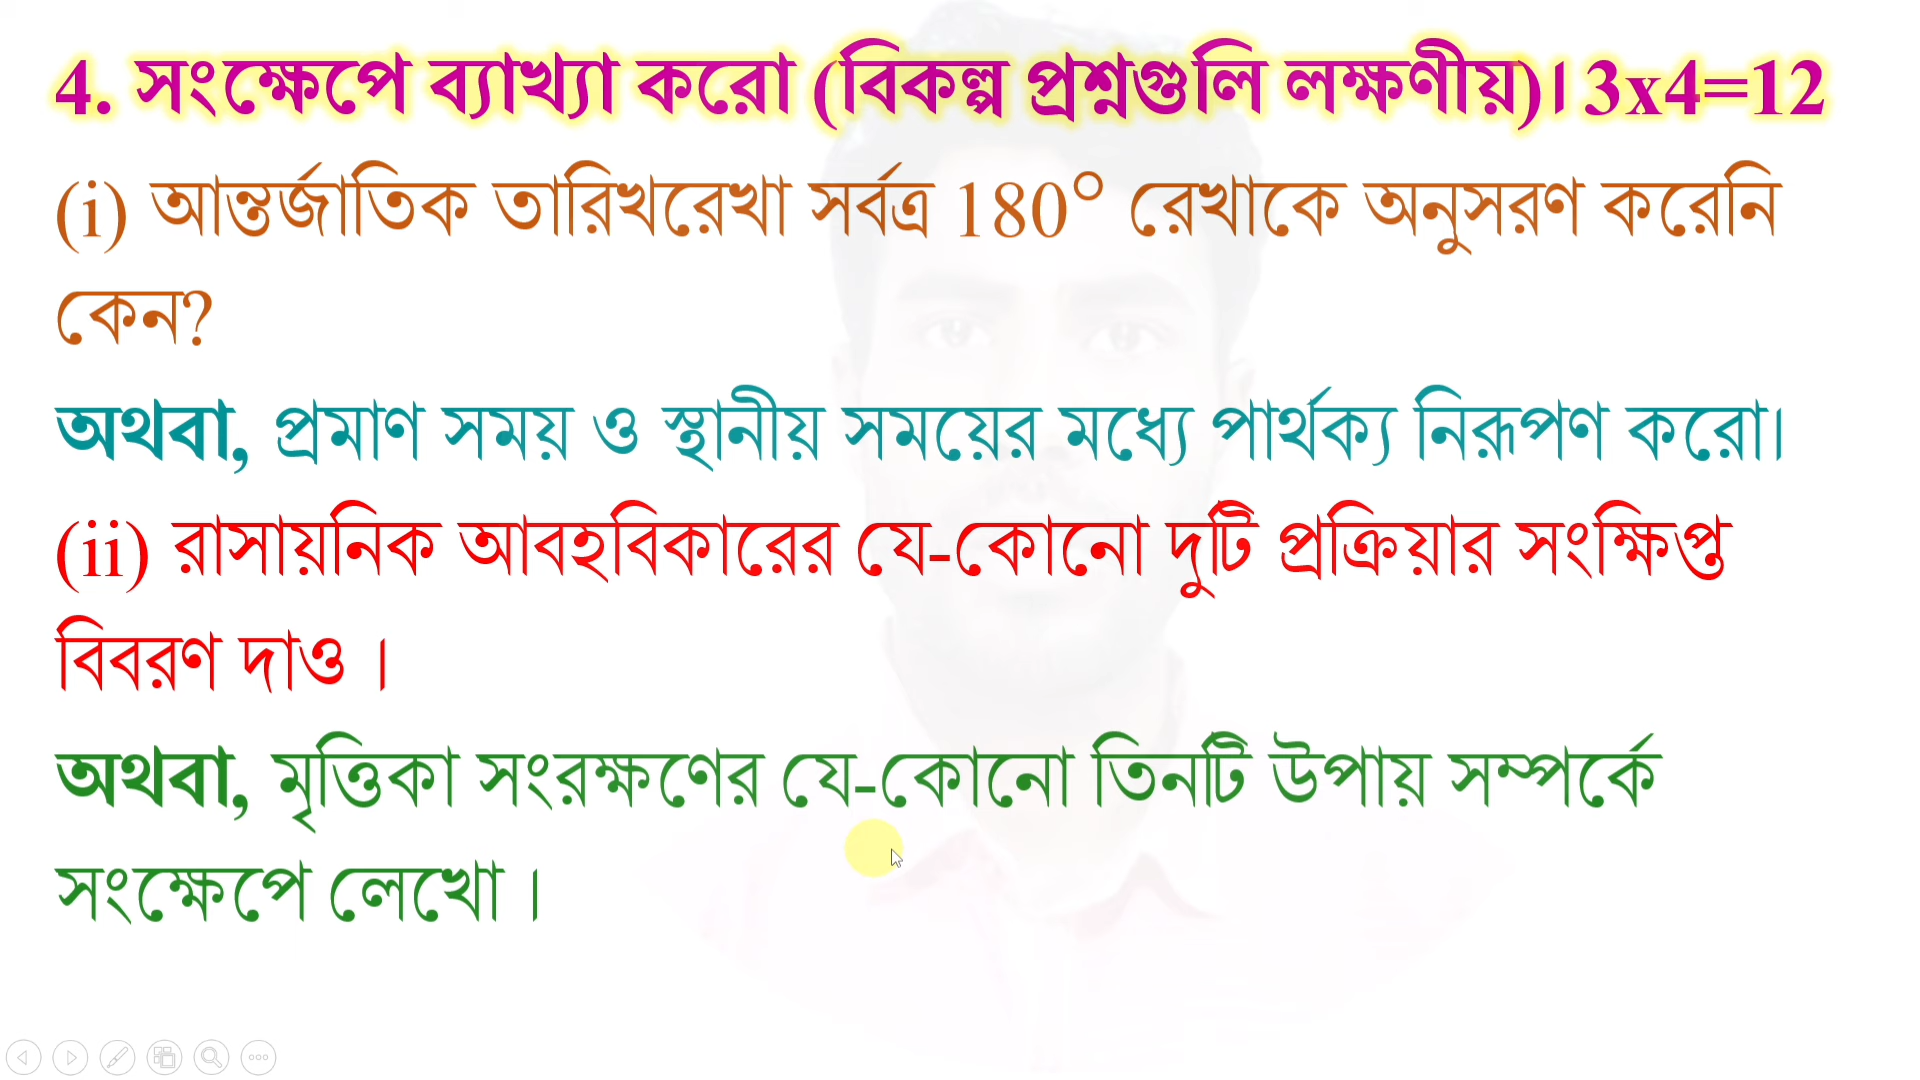 4. সংক্ষেপে ব্যাখ্যা করো (বিকল্প প্রশ্নগুলি লক্ষণীয়)। 3x4=12
(i) আন্তর্জাতিক তারিখরেখা সর্বত্র 180° রেখাকে অনুসরণ করেনি
কেন?
অথবা, প্রমাণ সময় ও স্থানীয় সময়ের মধ্যে পার্থক্য নিরূপণ করো।
(ii) রাসায়নিক আবহবিকারের যে-কোনো দুটি প্রক্রিয়ার সংক্ষিপ্ত
বিবরণ দাও ।
অথবা, মৃত্তিকা সংরক্ষণের যে-কোনো তিনটি উপায় সম্পর্কে
সংক্ষেপে লেখো ।